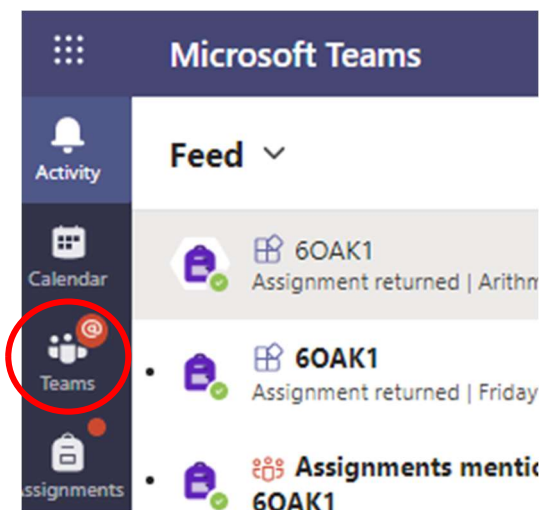 Microsoft Teams
Activity
Feed
Calendar
6OAK1
Assignment returned | Arithm
@
Teams
6OAK1
Assignment returned | Friday
ssignments
Assignments mentio
6OAK1